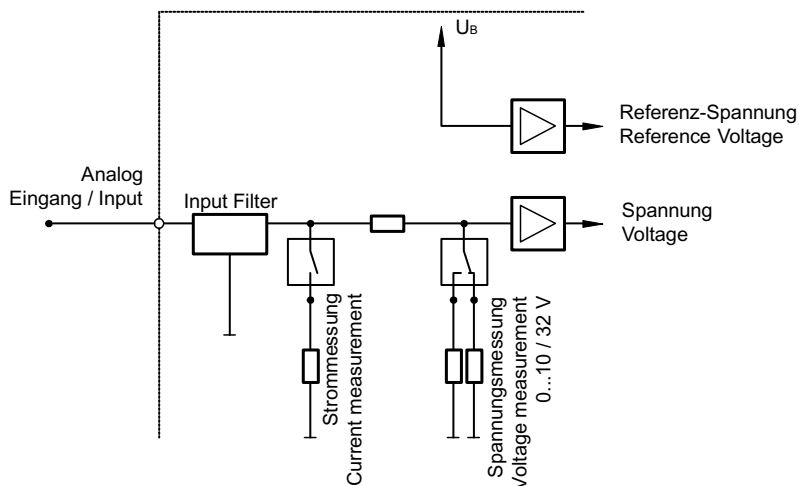 UB
Referenz-Spannung
Reference Voltage
Analog
Eingang / Input
Input Filter
Spannung
Voltage
Strommessung
Current measurement
Spannungsmessung
Voltage measurement
0...10 / 32 V